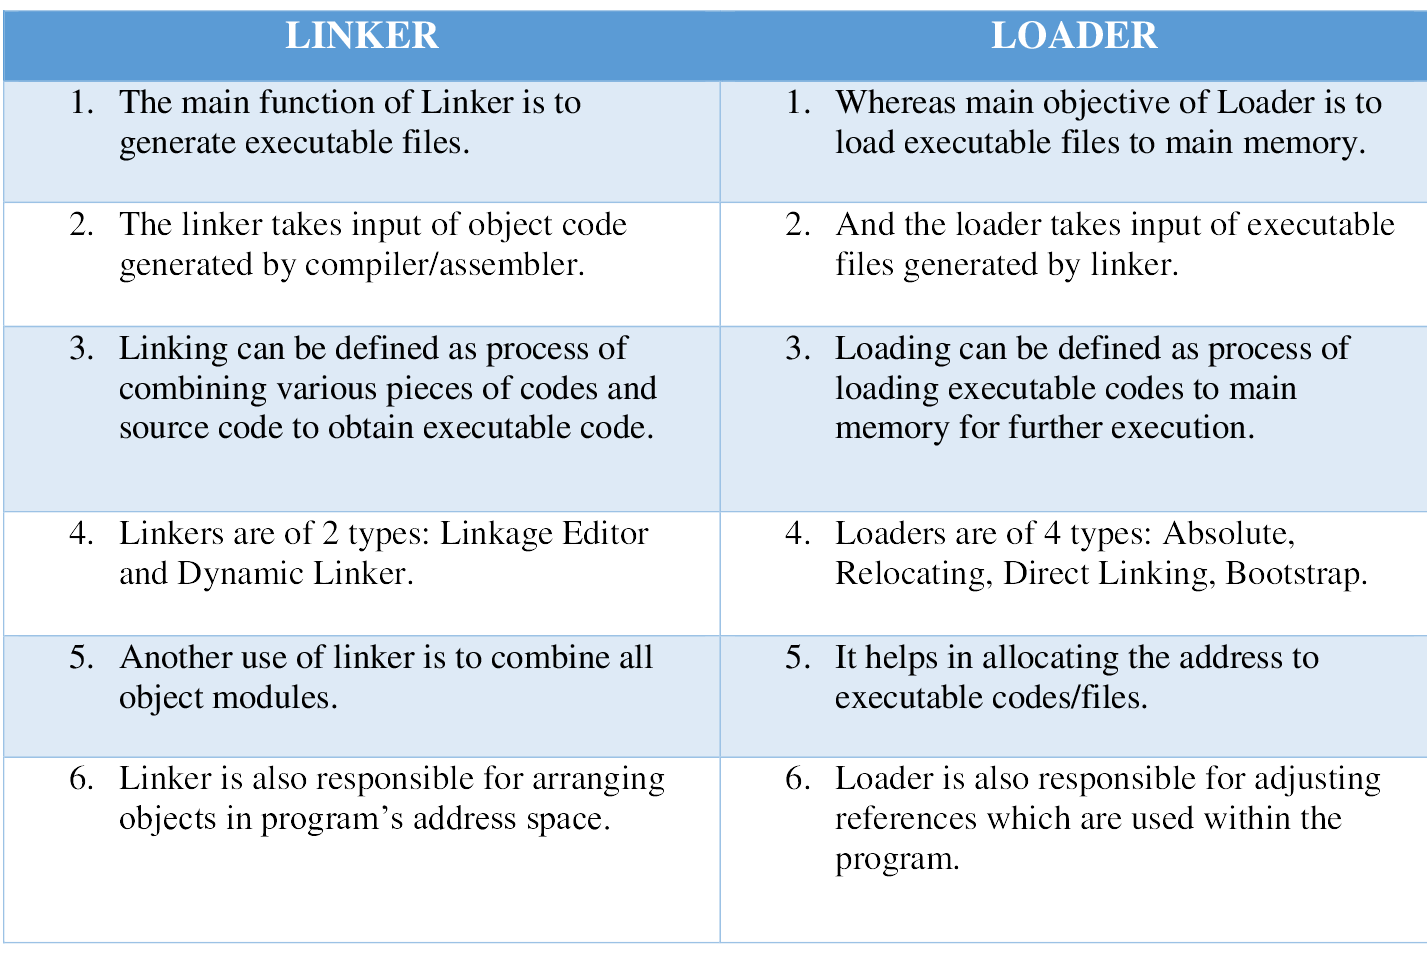 LINKER
LOADER
1. The main function of Linker is to
generate executable files.
1. Whereas main objective of Loader is to
load executable files to main memory.
2. The linker takes input of object code
generated by compiler/assembler.
2. And the loader takes input of executable
files generated by linker.
3. Linking can be defined as process of
combining various pieces of codes and
source code to obtain executable code.
3. Loading can be defined as process of
loading executable codes to main
memory for further execution.
4. Linkers are of 2 types: Linkage Editor
and Dynamic Linker.
4. Loaders are of 4 types: Absolute,
Relocating, Direct Linking, Bootstrap.
5. Another use of linker is to combine all
object modules.
5. It helps in allocating the address to
executable codes/files.
6. Linker is also responsible for arranging
objects in program’s address space.
6. Loader is also responsible for adjusting
references which are used within the
program.